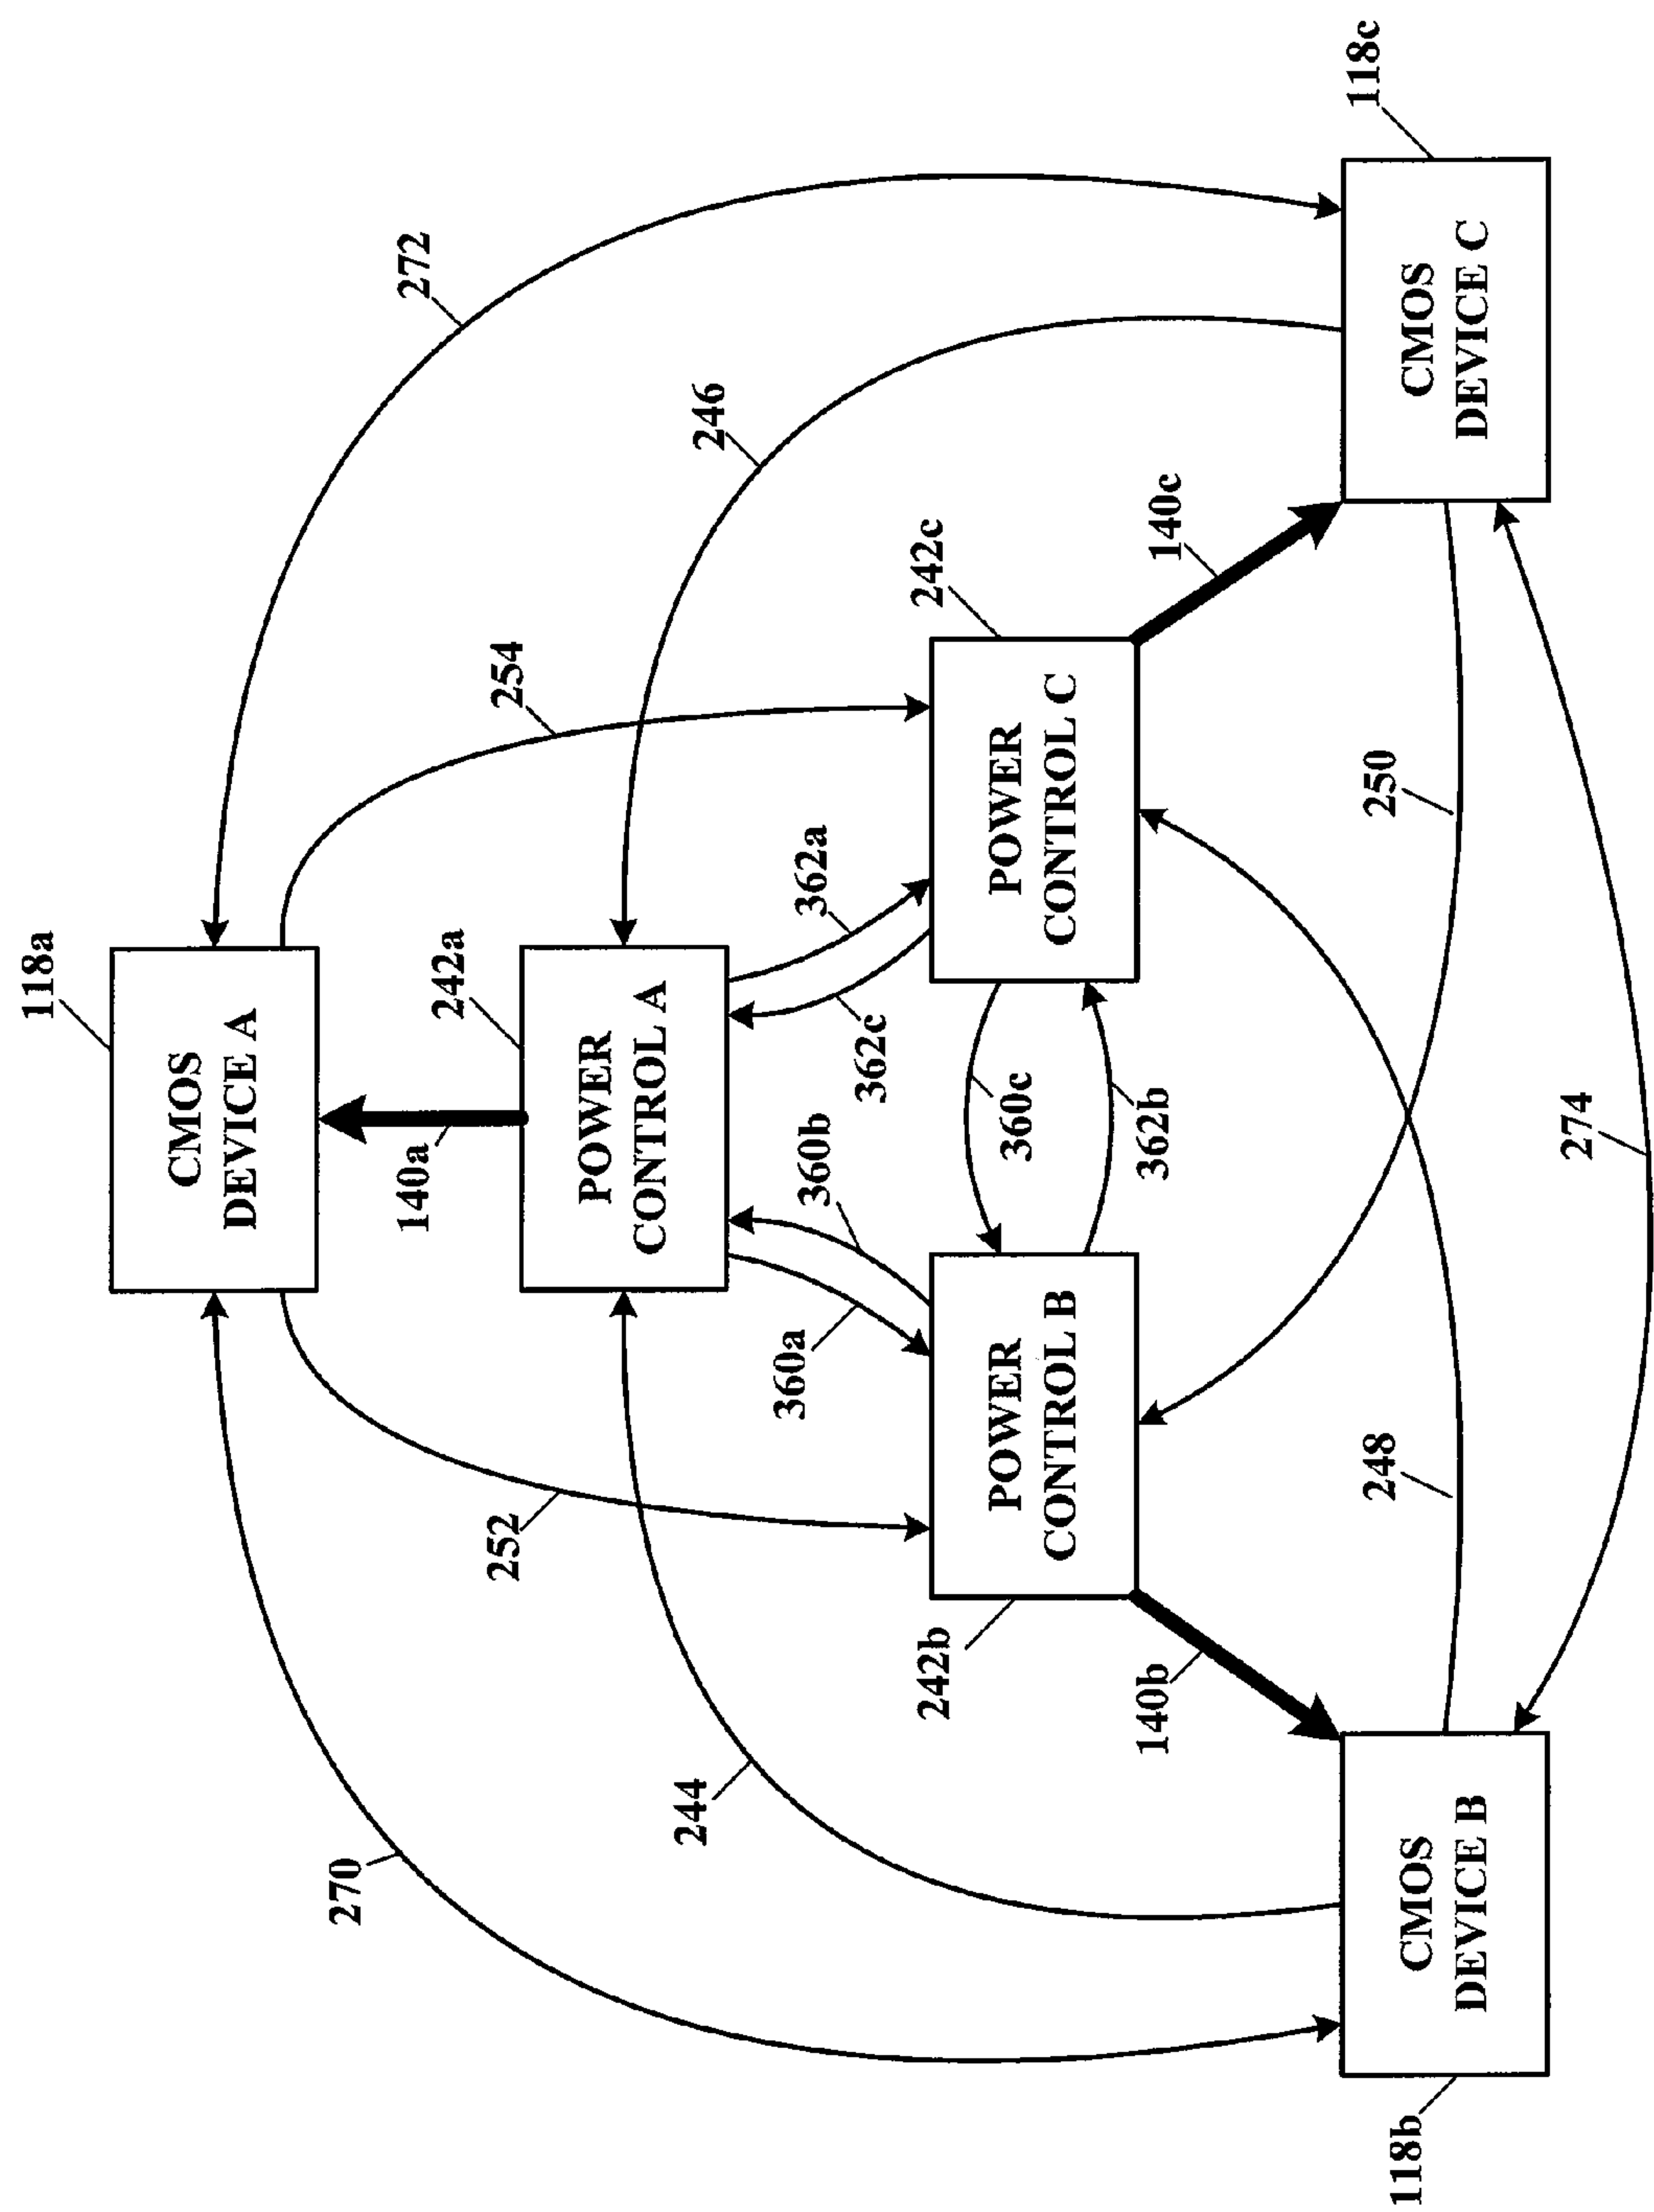 118a
CMOS
DEVICE A
270
140a
272
242a
252
254
POWER
CONTROL A
244
246
360a
360b
362a
362c
242b
242c
POWER
CONTROL B
POWER
CONTROL C
360c
140b
362b
140c
248
250
118c
118b
CMOS
DEVICE B
CMOS
DEVICE C
274